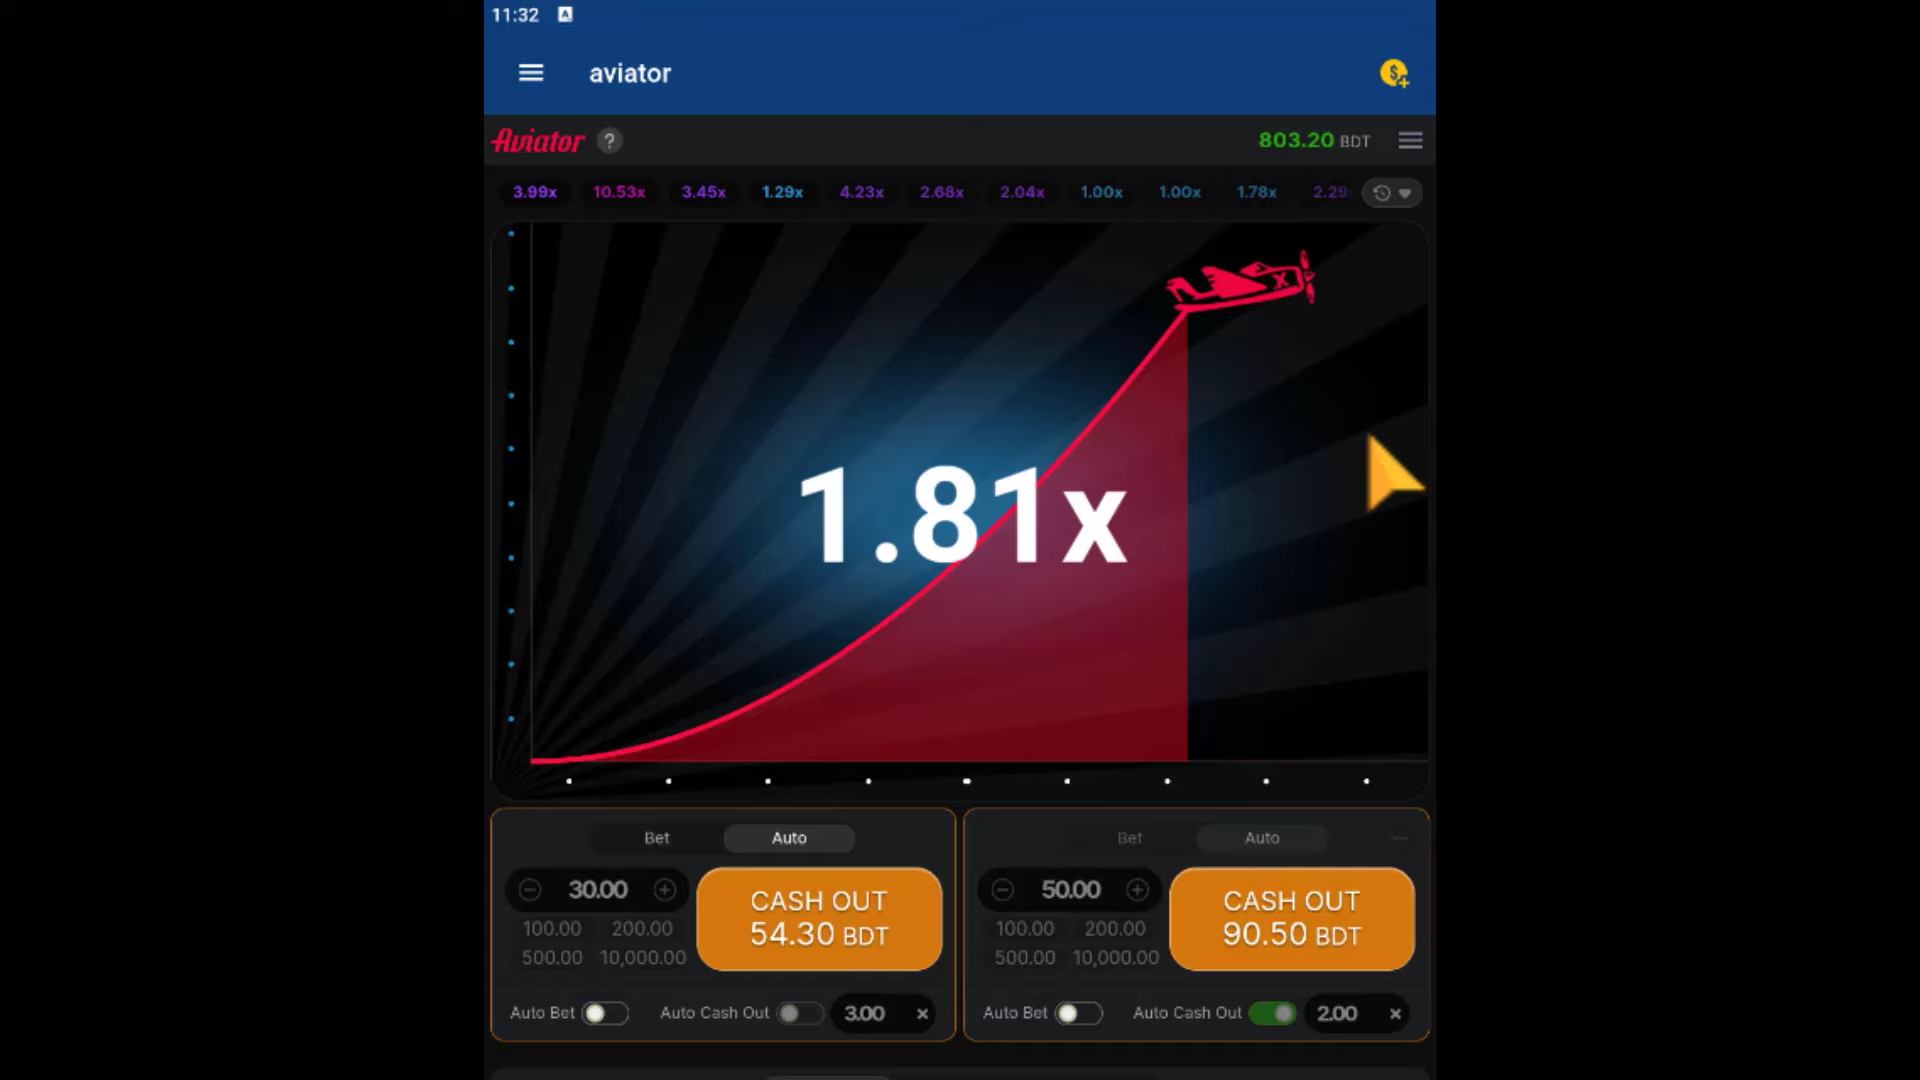 11:32 A
aviator
Aviator ? 803.20 BDT
3.99x 10.53x 3.45x 1.29x 4.23x 2.68x 2.04x 1.00x 1.00x 1.78x 2.29
1.81x
Bet Auto
30.00
CASH OUT
54.30 BDT
100.00 200.00
500.00 10,000.00
Auto Bet Auto Cash Out 3.00
Bet Auto
50.00
CASH OUT
90.50 BDT
100.00 200.00
500.00 10,000.00
Auto Bet Auto Cash Out 2.00